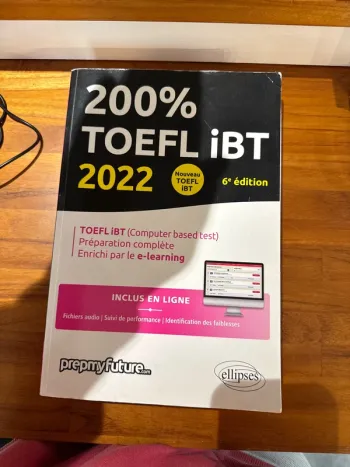 200%
TOEFL iBT
2022
Nouveau
TOEFL
iBT
6e édition
TOEFL iBT (Computer based test)
Préparation complète
Enrichi par le e-learning
INCLUS EN LIGNE
Fichiers audio | Suivi de performance | Identification des faiblesses
prepmyfuture.com
ellipses